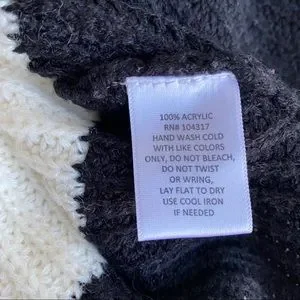 100% ACRYLIC
RN# 104317
HAND WASH COLD
WITH LIKE COLORS
ONLY, DO NOT BLEACH,
DO NOT TWIST
OR WRING,
LAY FLAT TO DRY
USE COOL IRON
IF NEEDED